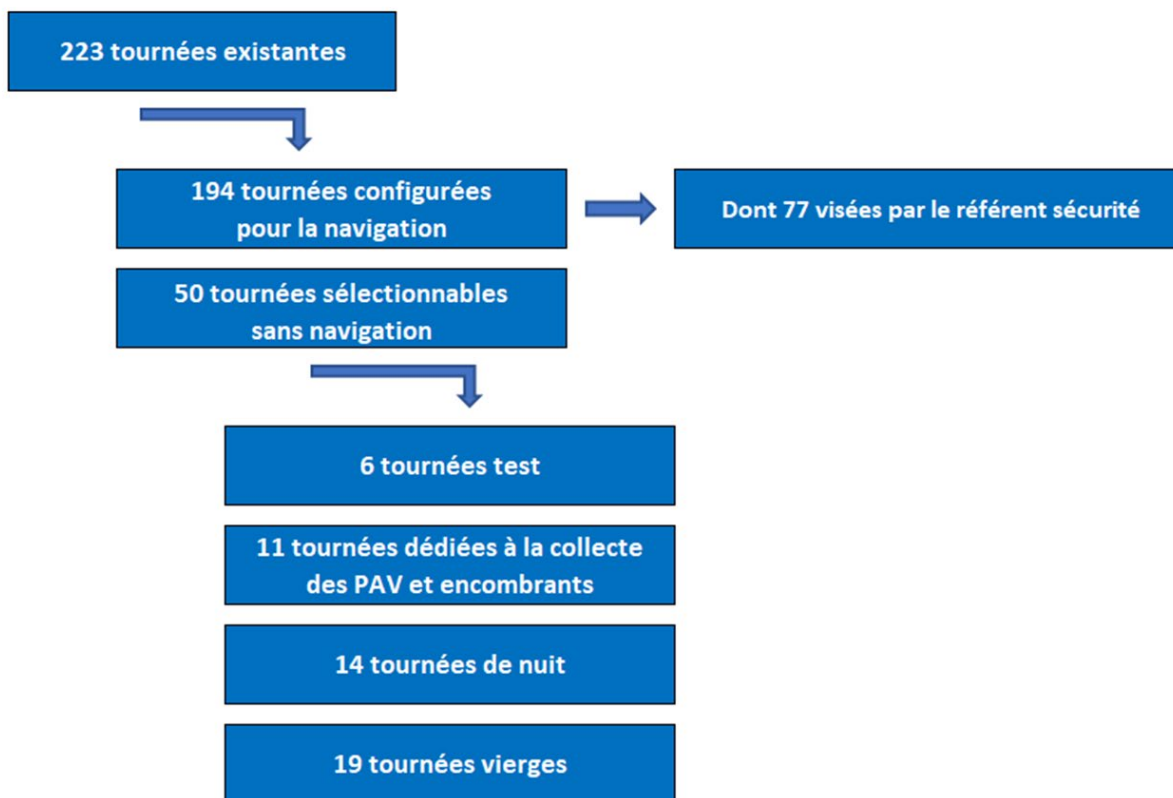 223 tournées existantes
194 tournées configurées
pour la navigation
Dont 77 visées par le référent sécurité
50 tournées sélectionnables
sans navigation
6 tournées test
11 tournées dédiées à la collecte
des PAV et encombrants
14 tournées de nuit
19 tournées vierges